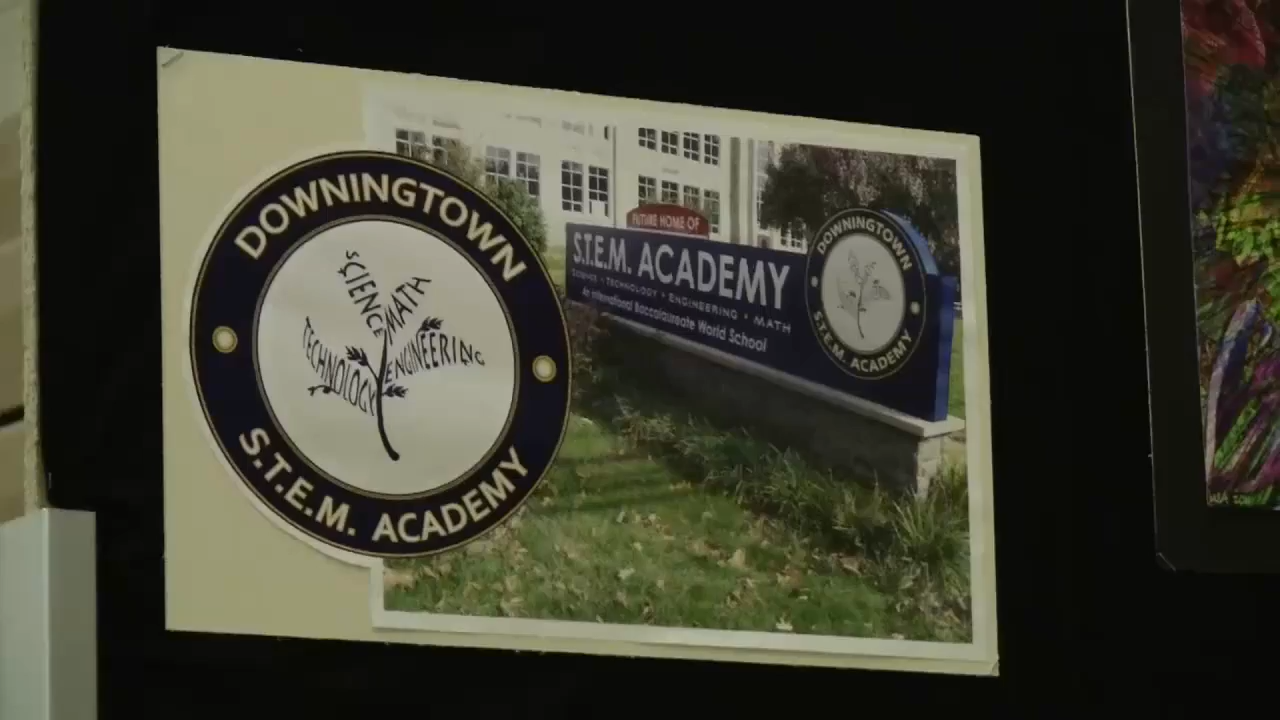 DOWNINGTOWN
SCIENCE
MATH
TECHNOLOGY
ENGINEERING
S.T.E.M. ACADEMY
FUTURE HOME OF
S.T.E.M. ACADEMY
SCIENCE • TECHNOLOGY • ENGINEERING • MATH
An International Baccalaureate World School
DOWNINGTOWN
S.T.E.M. ACADEMY